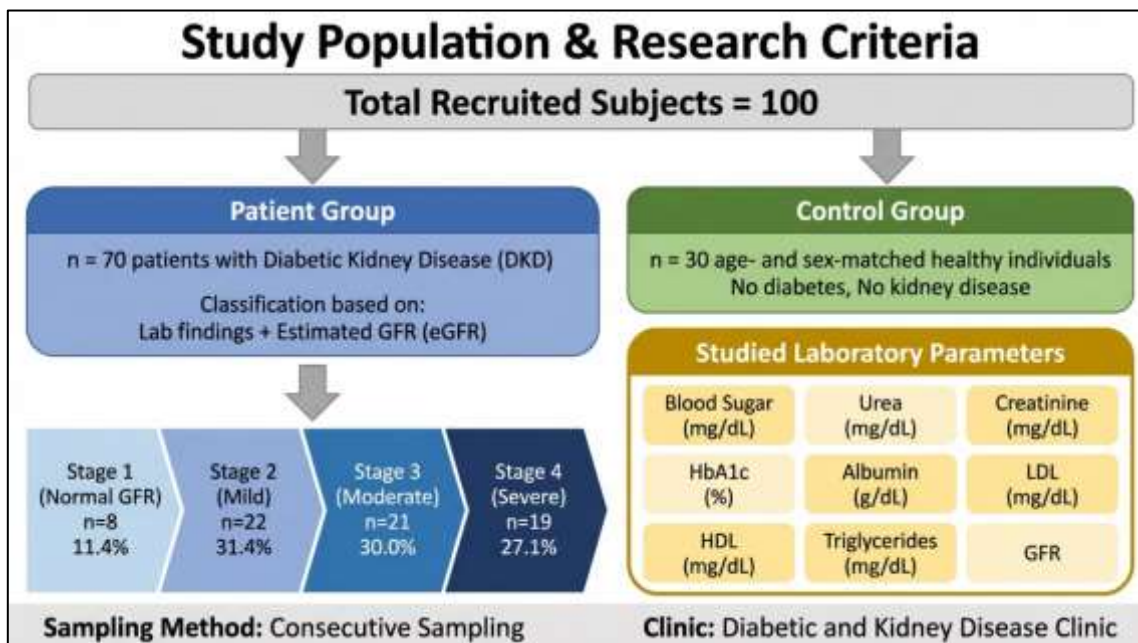 Study Population & Research Criteria
Total Recruited Subjects = 100
Patient Group
n = 70 patients with Diabetic Kidney Disease (DKD)
Classification based on:
Lab findings + Estimated GFR (eGFR)
Stage 1
(Normal GFR)
n=8
11.4%
Stage 2
(Mild)
n=22
31.4%
Stage 3
(Moderate)
n=21
30.0%
Stage 4
(Severe)
n=19
27.1%
Control Group
n = 30 age- and sex-matched healthy individuals
No diabetes, No kidney disease
Studied Laboratory Parameters
Blood Sugar
(mg/dL)
Urea
(mg/dL)
Creatinine
(mg/dL)
HbA1c
(%)
Albumin
(g/dL)
LDL
(mg/dL)
HDL
(mg/dL)
Triglycerides
(mg/dL)
GFR
Sampling Method: Consecutive Sampling
Clinic: Diabetic and Kidney Disease Clinic